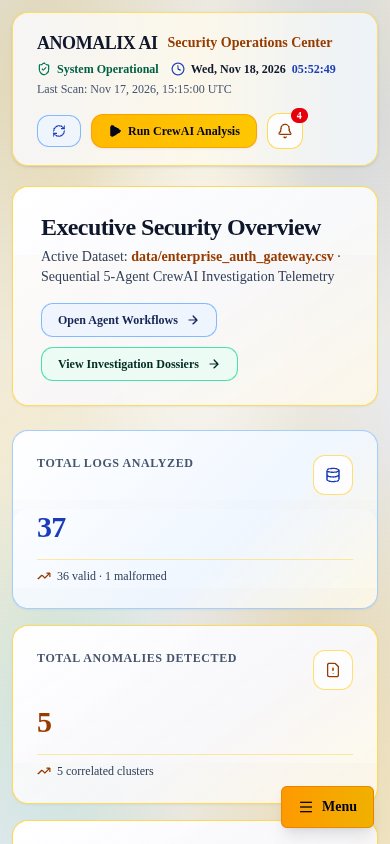 ANOMALIX AI Security Operations Center
System Operational Wed, Nov 18, 2026 05:52:49
Last Scan: Nov 17, 2026, 15:15:00 UTC
Run CrewAI Analysis
4
Executive Security Overview
Active Dataset: data/enterprise_auth_gateway.csv ·
Sequential 5-Agent CrewAI Investigation Telemetry
Open Agent Workflows
View Investigation Dossiers
TOTAL LOGS ANALYZED
37
36 valid · 1 malformed
TOTAL ANOMALIES DETECTED
5
5 correlated clusters
Menu